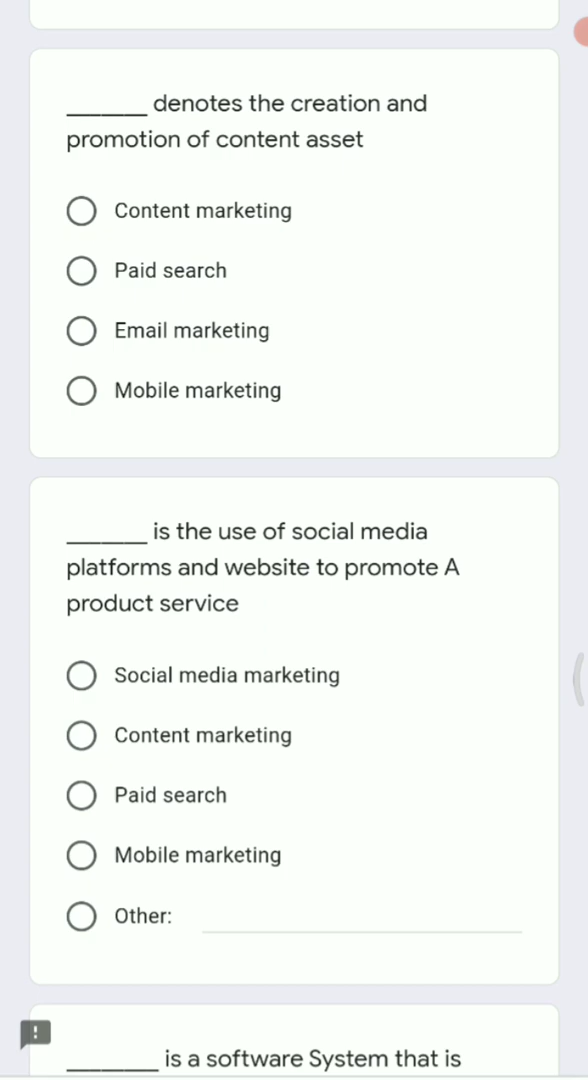 _______ denotes the creation and
promotion of content asset
Content marketing
Paid search
Email marketing
Mobile marketing
_______ is the use of social media
platforms and website to promote A
product service
Social media marketing
Content marketing
Paid search
Mobile marketing
Other:
________ is a software System that is